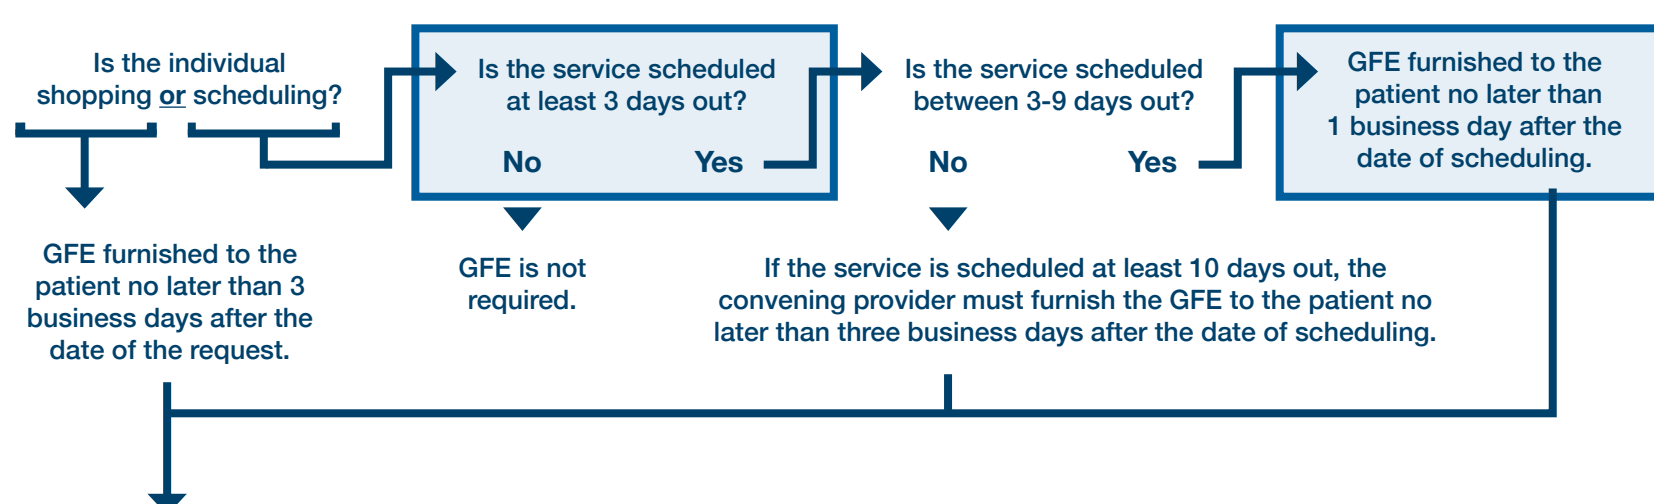 Is the individual
shopping or scheduling?
GFE furnished to the
patient no later than 3
business days after the
date of the request.
Is the service scheduled
at least 3 days out?
No
Yes
GFE is not
required.
Is the service scheduled
between 3-9 days out?
No
Yes
If the service is scheduled at least 10 days out, the
convening provider must furnish the GFE to the patient no
later than three business days after the date of scheduling.
GFE furnished to the
patient no later than
1 business day after the
date of scheduling.